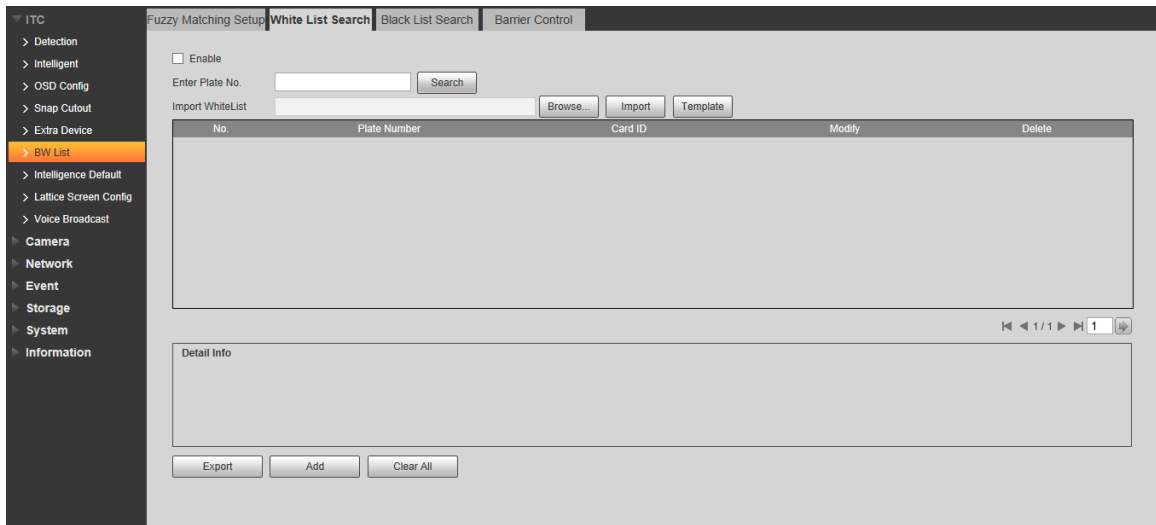 ITC
Detection
Intelligent
OSD Config
Snap Cutout
Extra Device
BW List
Intelligence Default
Lattice Screen Config
Voice Broadcast
Camera
Network
Event
Storage
System
Information
Fuzzy Matching Setup White List Search Black List Search Barrier Control
Enable
Enter Plate No. Search
Import WhiteList Browse... Import Template
No. Plate Number Card ID Modify Delete
1 / 1 1
Detail Info
Export Add Clear All